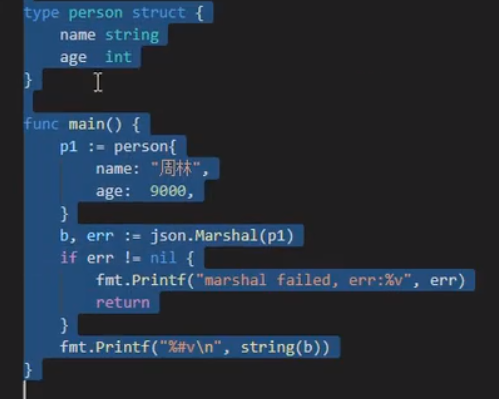 type person struct {
name string
age int
}
func main() {
p1 := person{
name: "周林",
age: 9000,
}
b, err := json.Marshal(p1)
if err != nil {
fmt.Printf("marshal failed, err:%v", err)
return
}
fmt.Printf("%#v\n", string(b))
}